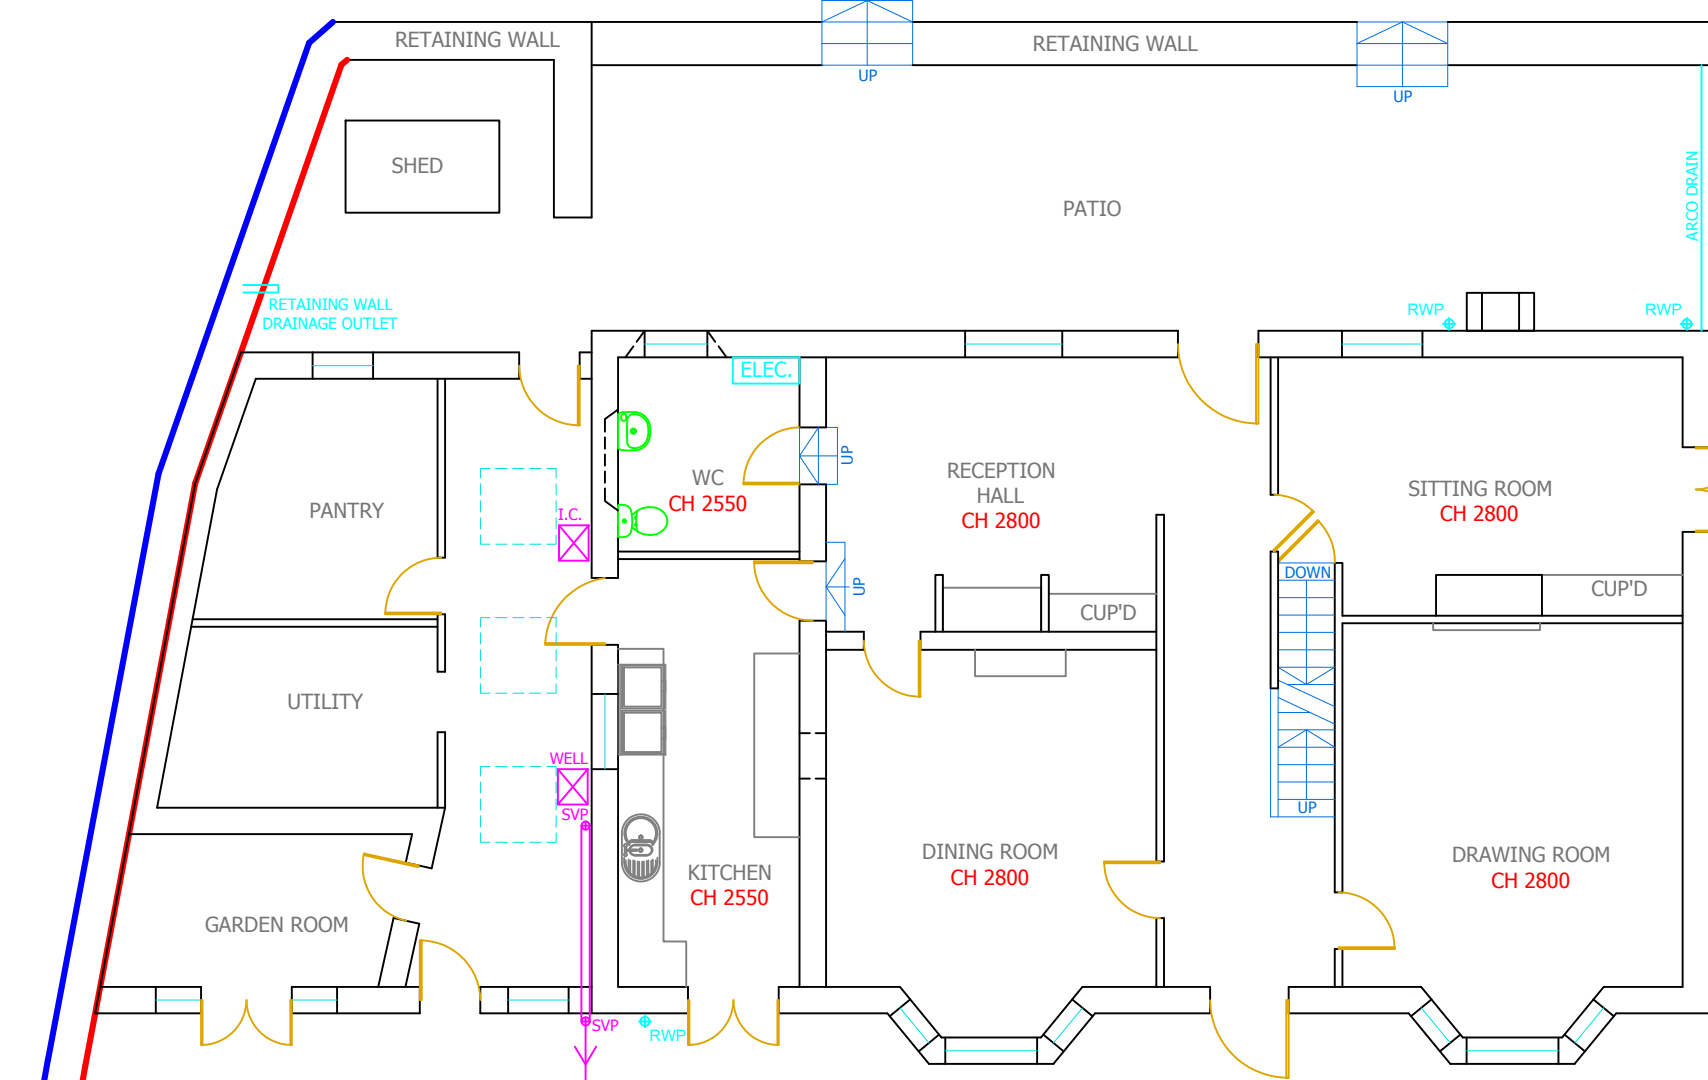 RETAINING WALL
RETAINING WALL
UP
UP
SHED
PATIO
ARCO DRAIN
RETAINING WALL
DRAINAGE OUTLET
RWP
RWP
ELEC.
UP
WC
CH 2550
RECEPTION
HALL
CH 2800
SITTING ROOM
CH 2800
PANTRY
I.C.
UP
DOWN
CUP'D
CUP'D
UTILITY
WELL
SVP
UP
KITCHEN
CH 2550
DINING ROOM
CH 2800
DRAWING ROOM
CH 2800
GARDEN ROOM
SVP
RWP